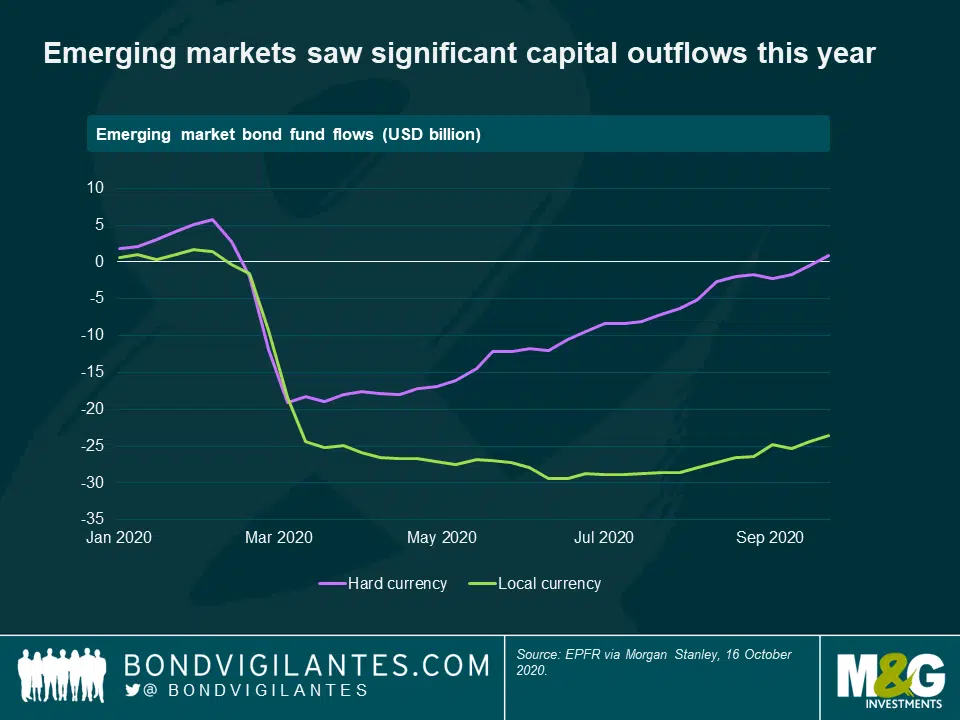 Emerging markets saw significant capital outflows this year
Emerging market bond fund flows (USD billion)
10
5
0
-5
-10
-15
-20
-25
-30
-35
Jan 2020 Mar 2020 May 2020 Jul 2020 Sep 2020
Hard currency Local currency
BONDVIGILANTES.COM
@ BONDVIGILANTES
Source: EPFR via Morgan Stanley, 16 October
2020.
M&G
INVESTMENTS